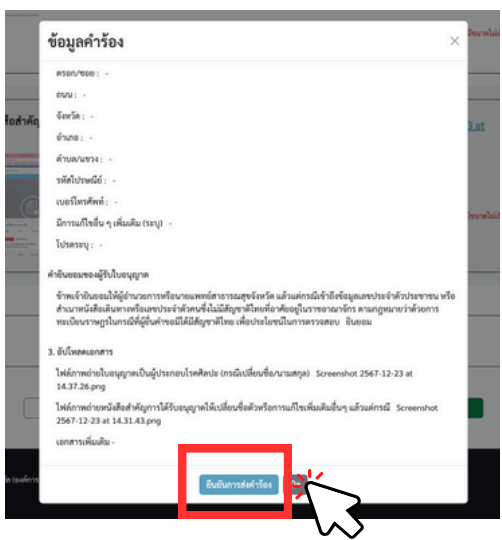 ข้อมูลคำร้อง
ตรอก/ซอย : -
ถนน : -
จังหวัด : -
อำเภอ : -
ตำบล/แขวง : -
รหัสไปรษณีย์ : -
เบอร์โทรศัพท์ : -
มีการแก้ไขอื่น ๆ เพิ่มเติม (ระบุ) -
โปรดระบุ : -
คำยินยอมของผู้รับใบอนุญาต
ข้าพเจ้ายินยอมให้ผู้อำนวยการหรือนายแพทย์สาธารณสุขจังหวัด แล้วแต่กรณีเข้าถึงข้อมูลเลขประจำตัวประชาชน หรือ
สำเนาหนังสือเดินทางหรือเลขประจำตัวคนซึ่งไม่มีสัญชาติไทยที่อาศัยอยู่ในราชอาณาจักร ตามกฎหมายว่าด้วยการ
ทะเบียนราษฎรในกรณีที่ผู้ยื่นคำขอมิได้มีสัญชาติไทย เพื่อประโยชน์ในการตรวจสอบ ยินยอม
3. อัปโหลดเอกสาร
ไฟล์ภาพถ่ายใบอนุญาตเป็นผู้ประกอบโรคศิลปะ (กรณีเปลี่ยนชื่อ/นามสกุล) Screenshot 2567-12-23 at
14.37.26.png
ไฟล์ภาพถ่ายหนังสือสำคัญการได้รับอนุญาตให้เปลี่ยนชื่อตัวหรือการแก้ไขเพิ่มเติมอื่นๆ แล้วแต่กรณี Screenshot
2567-12-23 at 14.31.43.png
เอกสารเพิ่มเติม -
ยืนยันการส่งคำร้อง
3 at